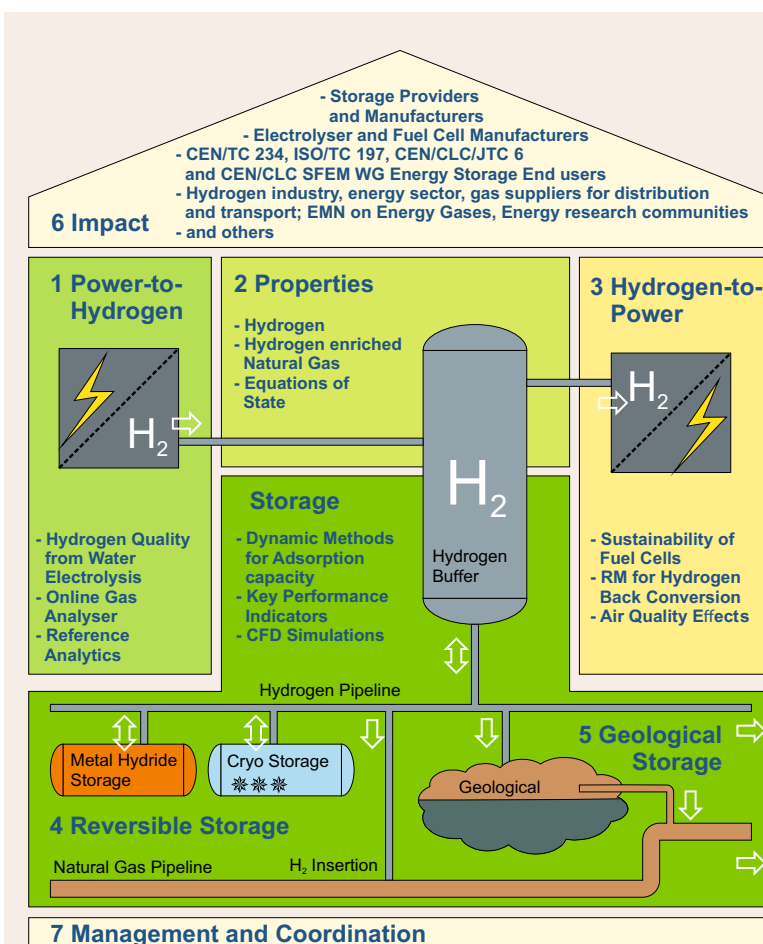 - Storage Providers
and Manufacturers
- Electrolyser and Fuel Cell Manufacturers
- CEN/TC 234, ISO/TC 197, CEN/CLC/JTC 6
and CEN/CLC SFEM WG Energy Storage End users
- Hydrogen industry, energy sector, gas suppliers for distribution
and transport; EMN on Energy Gases, Energy research communities
- and others
6 Impact
1 Power-to-
Hydrogen
H2
- Hydrogen Quality
from Water
Electrolysis
- Online Gas
Analyser
- Reference
Analytics
2 Properties
- Hydrogen
- Hydrogen enriched
Natural Gas
- Equations of
State
3 Hydrogen-to-
Power
H2
- Sustainability of
Fuel Cells
- RM for Hydrogen
Back Conversion
- Air Quality Effects
Storage
- Dynamic Methods
for Adsorption
capacity
- Key Performance
Indicators
- CFD Simulations
H2
Hydrogen
Buffer
Hydrogen Pipeline
Metal Hydride
Storage
Cryo Storage
5 Geological
Storage
Geological
4 Reversible Storage
Natural Gas Pipeline
H2 Insertion
7 Management and Coordination